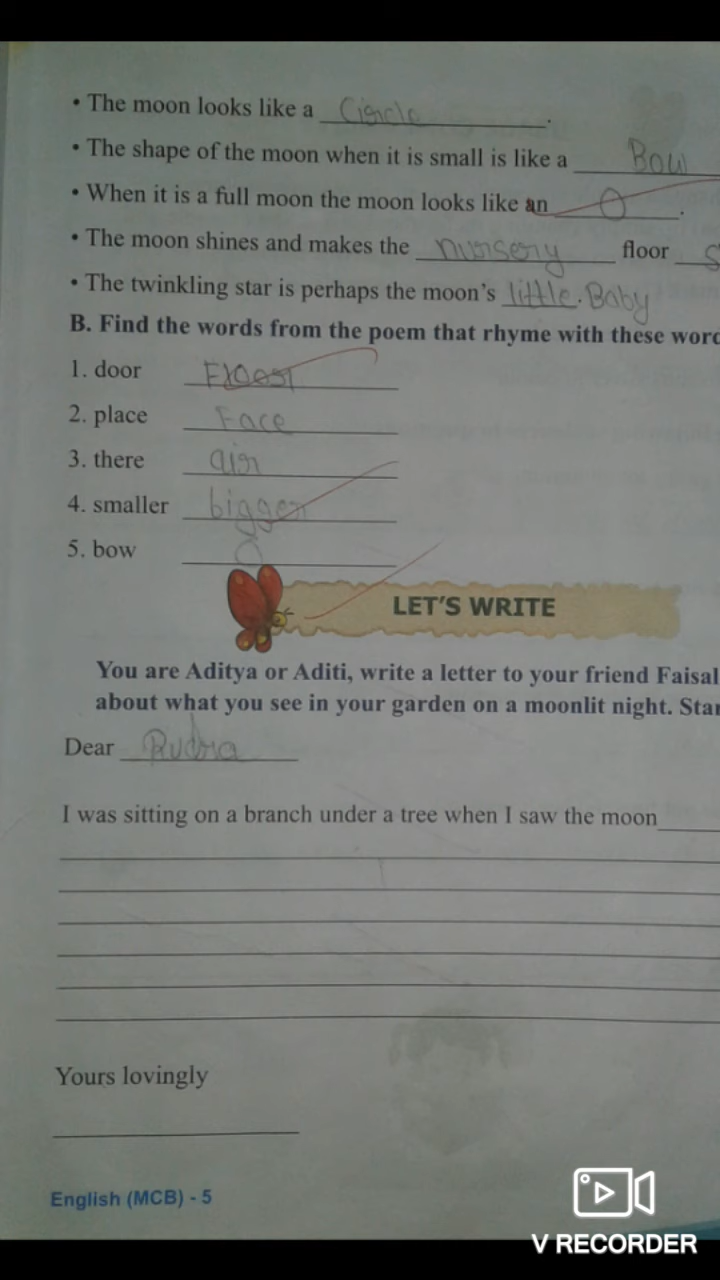 • The moon looks like a Circle.
• The shape of the moon when it is small is like a Bow
• When it is a full moon the moon looks like an O.
• The moon shines and makes the nursery floor S
• The twinkling star is perhaps the moon's little. Baby
B. Find the words from the poem that rhyme with these word
1. door Floor
2. place Face
3. there air
4. smaller bigger
5. bow O
LET'S WRITE
You are Aditya or Aditi, write a letter to your friend Faisal
about what you see in your garden on a moonlit night. Star
Dear Rudra
I was sitting on a branch under a tree when I saw the moon
Yours lovingly
English (MCB) - 5
V RECORDER